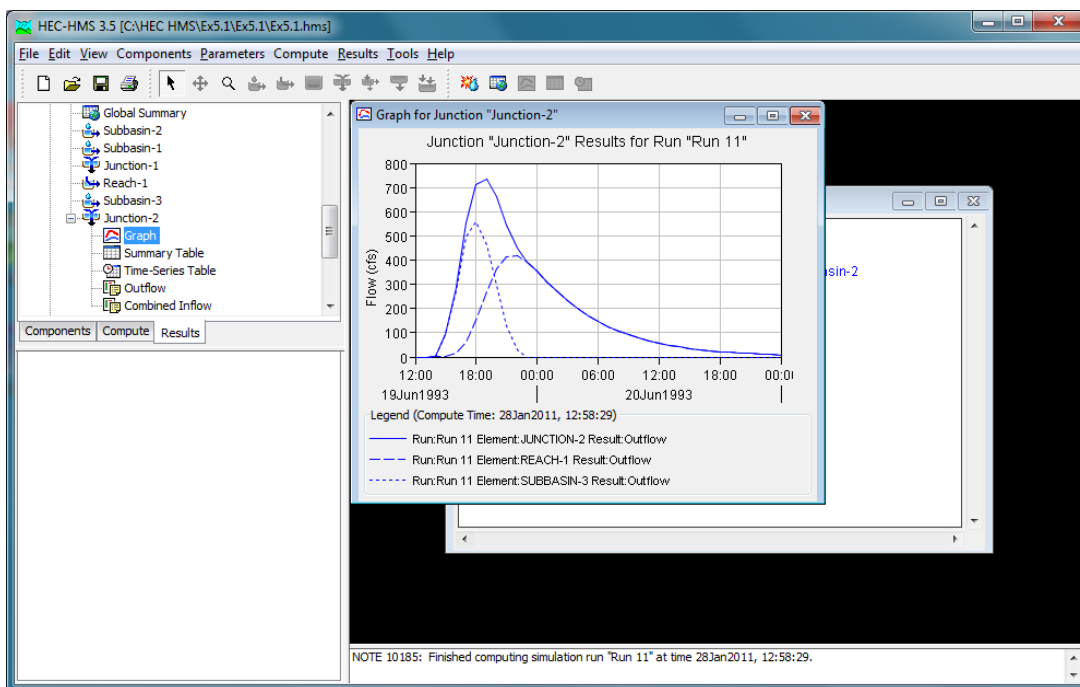 HEC-HMS 3.5 [C:\HEC HMS\Ex5.1\Ex5.1\Ex5.1.hms]
File Edit View Components Parameters Compute Results Tools Help
Global Summary
Subbasin-2
Subbasin-1
Junction-1
Reach-1
Subbasin-3
Junction-2
Graph
Summary Table
Time-Series Table
Outflow
Combined Inflow
Components Compute Results
Graph for Junction "Junction-2"
Junction "Junction-2" Results for Run "Run 11"
Flow (cfs)
800
700
600
500
400
300
200
100
0
12:00 18:00 00:00 06:00 12:00 18:00 00:0
19Jun1993 20Jun1993
Legend (Compute Time: 28Jan2011, 12:58:29)
Run:Run 11 Element:JUNCTION-2 Result:Outflow
Run:Run 11 Element:REACH-1 Result:Outflow
Run:Run 11 Element:SUBBASIN-3 Result:Outflow
sin-2
NOTE 10185: Finished computing simulation run "Run 11" at time 28Jan2011, 12:58:29.